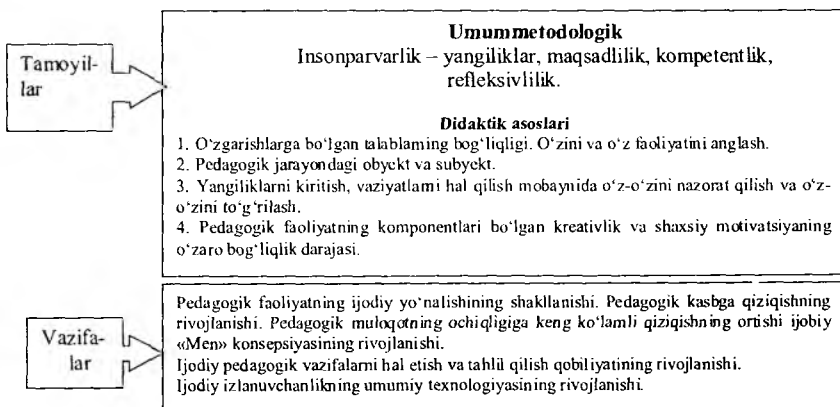 Tamoyil-
lar
Umummetodologik
Insonparvarlik – yangiliklar, maqsadlilik, kompetentlik,
refleksivlilik.
Didaktik asoslari
1. O‘zgarishlarga bo‘lgan talablaming bog‘liqligi. O‘zini va o‘z faoliyatini anglash.
2. Pedagogik jarayondagi obyekt va subyekt.
3. Yangiliklarni kiritish, vaziyatlami hal qilish mobaynida o‘z-o‘zini nazorat qilish va o‘z-
o‘zini to‘g‘rilash.
4. Pedagogik faoliyatning komponentlari bo‘lgan kreativlik va shaxsiy motivatsiyaning
o‘zaro bog‘liqlik darajasi.
Vazifa-
lar
Pedagogik faoliyatning ijodiy yo‘nalishining shakllanishi. Pedagogik kasbga qiziqishning
rivojlanishi. Pedagogik muloqotning ochiqligiga keng ko‘lamli qiziqishning ortishi ijobiy
«Men» konsepsiyasining rivojlanishi.
Ijodiy pedagogik vazifalami hal etish va tahlil qilish qobiliyatining rivojlanishi.
Ijodiy izlanuvchanlikning umumiy texnologiyasining rivojlanishi.